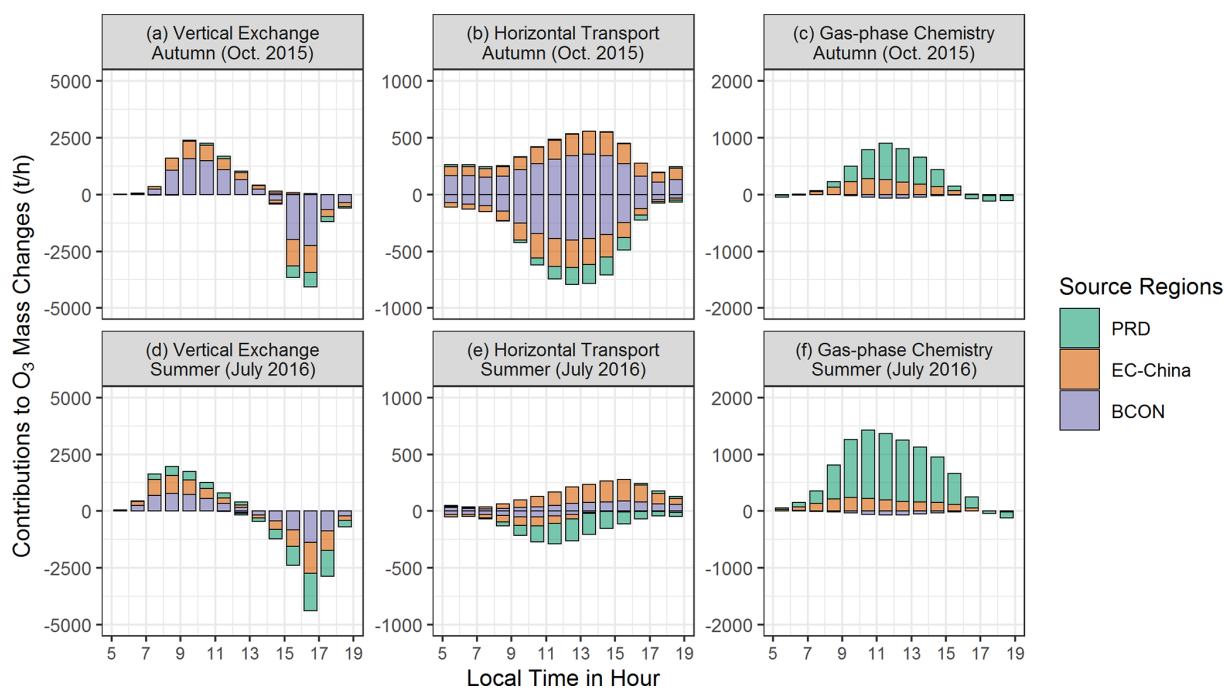 (a) Vertical Exchange
Autumn (Oct. 2015)
(b) Horizontal Transport
Autumn (Oct. 2015)
(c) Gas-phase Chemistry
Autumn (Oct. 2015)
5000
2500
0
-2500
-5000
1000
500
0
-500
-1000
2000
1000
0
-1000
-2000
(d) Vertical Exchange
Summer (July 2016)
(e) Horizontal Transport
Summer (July 2016)
(f) Gas-phase Chemistry
Summer (July 2016)
5000
2500
0
-2500
-5000
1000
500
0
-500
-1000
2000
1000
0
-1000
-2000
5 7 9 11 13 15 17 19
5 7 9 11 13 15 17 19
5 7 9 11 13 15 17 19
Local Time in Hour
Contributions to O₃ Mass Changes (t/h)
Source Regions
PRD
EC-China
BCON